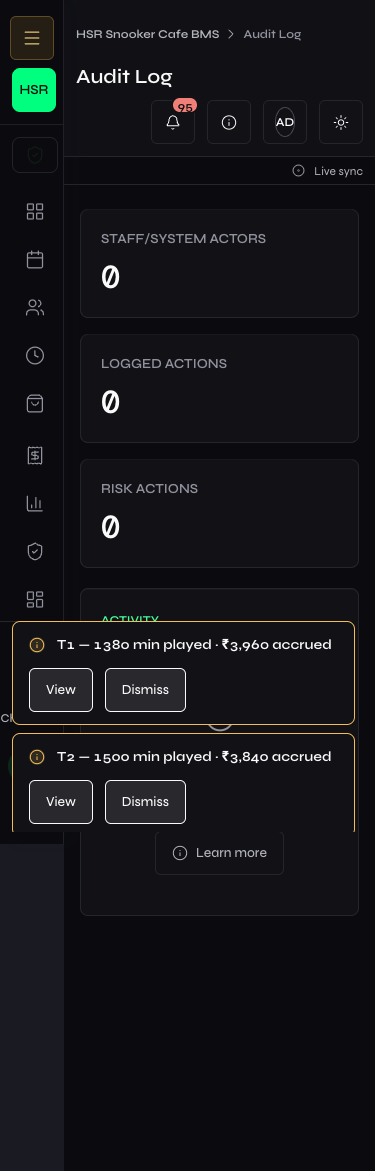 HSR Snooker Cafe BMS > Audit Log
HSR
Audit Log
95
AD
Live sync
STAFF/SYSTEM ACTORS
0
LOGGED ACTIONS
0
RISK ACTIONS
0
ACTIVITY
T1 — 1380 min played · ₹3,960 accrued
View
Dismiss
T2 — 1500 min played · ₹3,840 accrued
View
Dismiss
Learn more